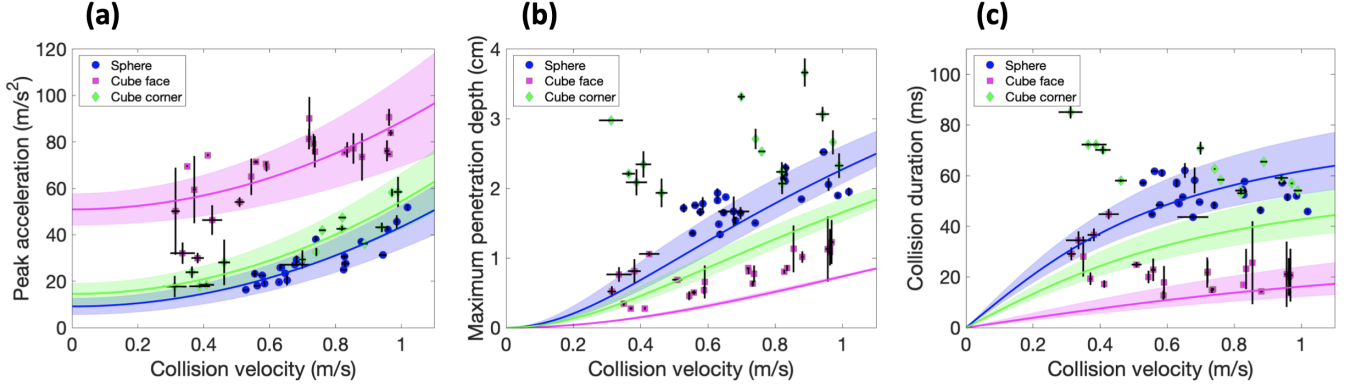 (a)
Peak acceleration (m/s²)
120
100
80
60
40
20
0
Sphere
Cube face
Cube corner
0 0.2 0.4 0.6 0.8 1
Collision velocity (m/s)
(b)
Maximum penetration depth (cm)
4
3
2
1
0
Sphere
Cube face
Cube corner
0 0.2 0.4 0.6 0.8 1
Collision velocity (m/s)
(c)
Collision duration (ms)
100
80
60
40
20
0
Sphere
Cube face
Cube corner
0 0.2 0.4 0.6 0.8 1
Collision velocity (m/s)